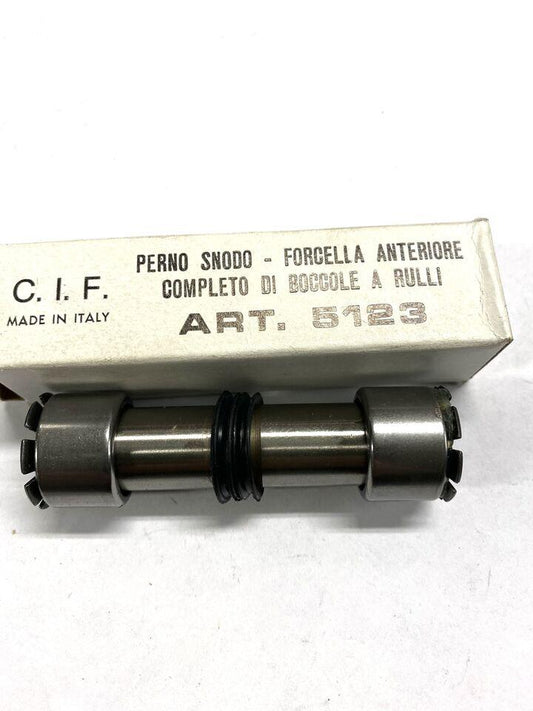 C. I. F.
MADE IN ITALY
PERNO SNODO - FORCELLA ANTERIORE
COMPLETO DI BOCCOLE A RULLI
ART. 5123